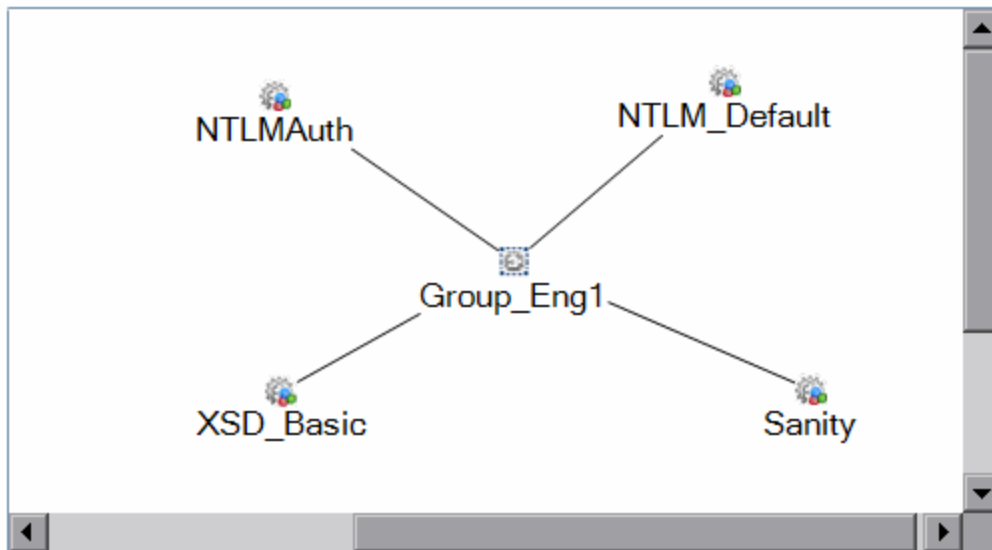 NTLMAuth
NTLM_Default
Group_Eng1
XSD_Basic
Sanity